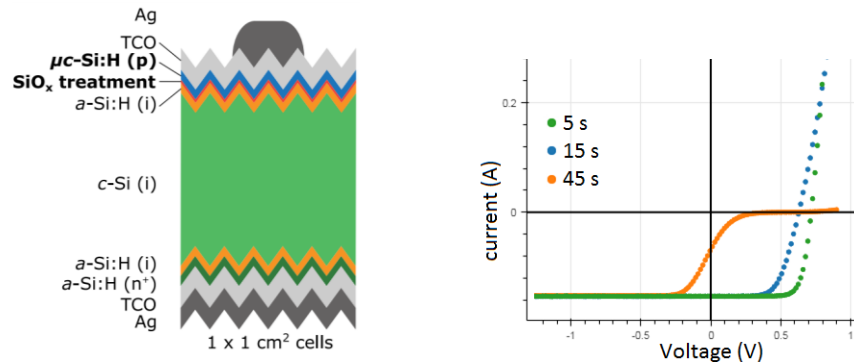 Ag
TCO
μc-Si:H (p)
SiOx treatment
a-Si:H (i)
c-Si (i)
a-Si:H (i)
a-Si:H (n⁺)
TCO
Ag
1 x 1 cm² cells
current (A)
0.2
0
5 s
15 s
45 s
-1
-0.5
0
0.5
1
Voltage (V)